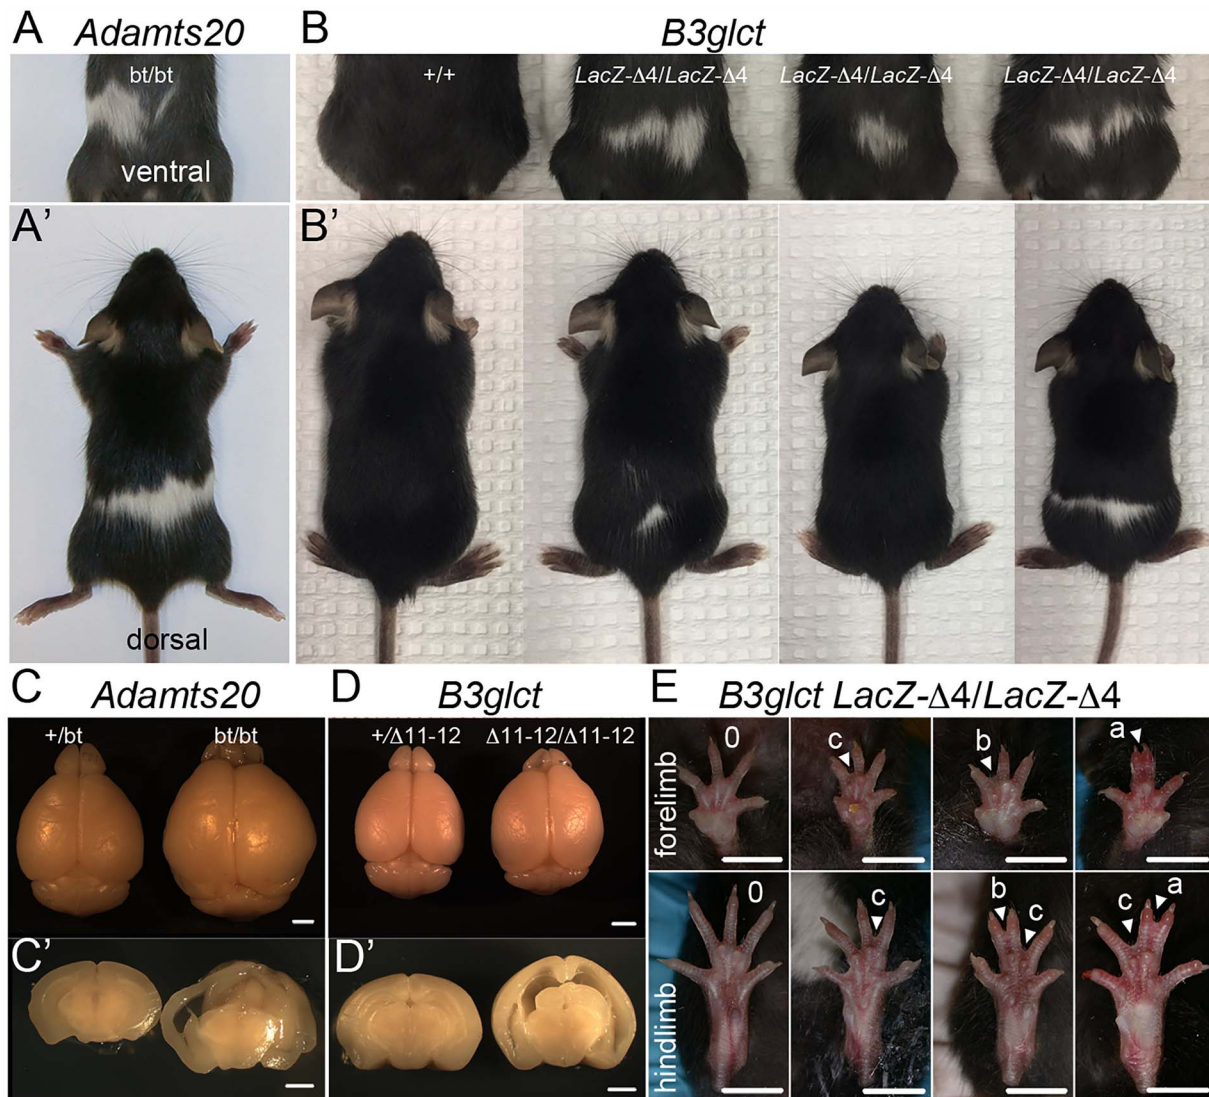 A Adamts20
B B3glct
bt/bt
+/+
LacZ-Δ4/LacZ-Δ4
LacZ-Δ4/LacZ-Δ4
LacZ-Δ4/LacZ-Δ4
ventral
A’
B’
dorsal
C Adamts20
D B3glct
E B3glct LacZ-Δ4/LacZ-Δ4
+/bt
bt/bt
+/Δ11-12
Δ11-12/Δ11-12
forelimb
0
c
b
a
C’
D’
hindlimb
0
c
b
c
c
a